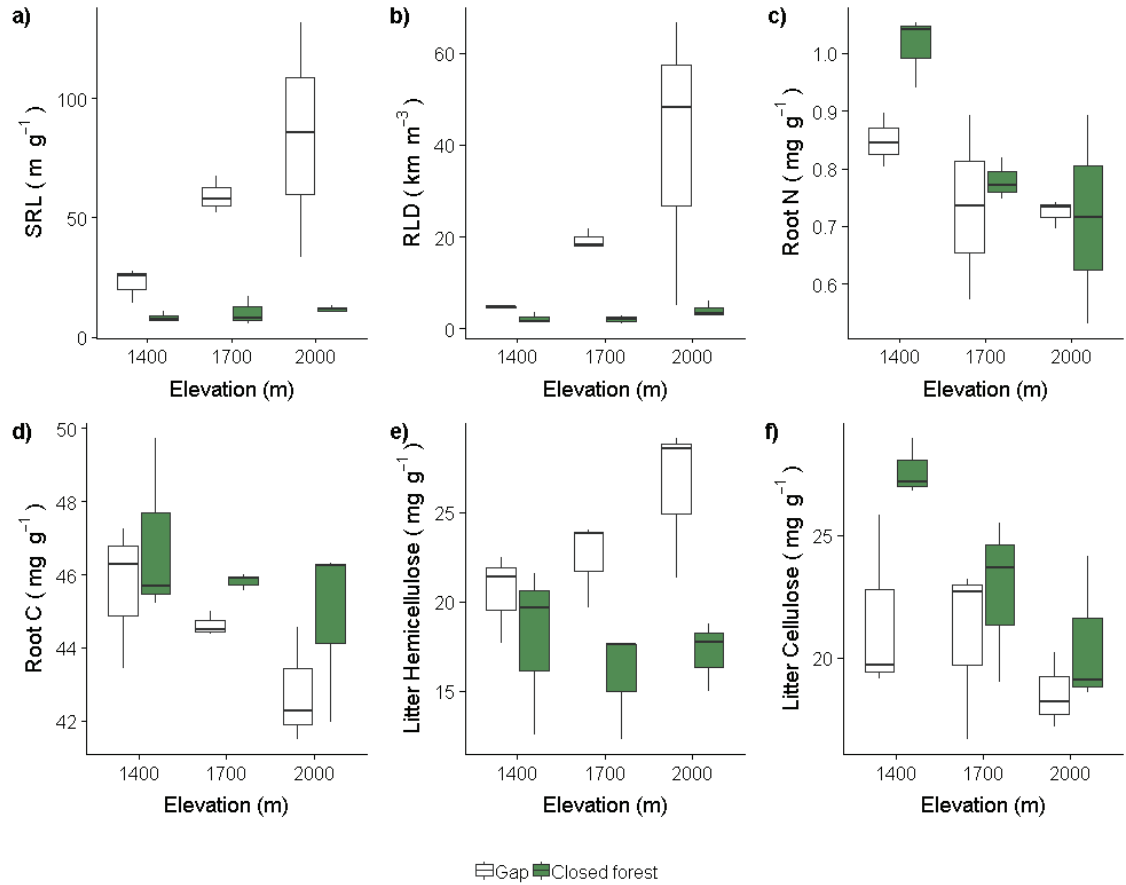 a)
SRL ( m g⁻¹ )
100
50
0
1400 1700 2000
Elevation (m)
b)
RLD ( km m⁻³ )
60
40
20
0
1400 1700 2000
Elevation (m)
c)
Root N ( mg g⁻¹ )
1.0
0.9
0.8
0.7
0.6
1400 1700 2000
Elevation (m)
d)
Root C ( mg g⁻¹ )
50
48
46
44
42
1400 1700 2000
Elevation (m)
e)
Litter Hemicellulose ( mg g⁻¹ )
25
20
15
1400 1700 2000
Elevation (m)
f)
Litter Cellulose ( mg g⁻¹ )
25
20
1400 1700 2000
Elevation (m)
Gap Closed forest